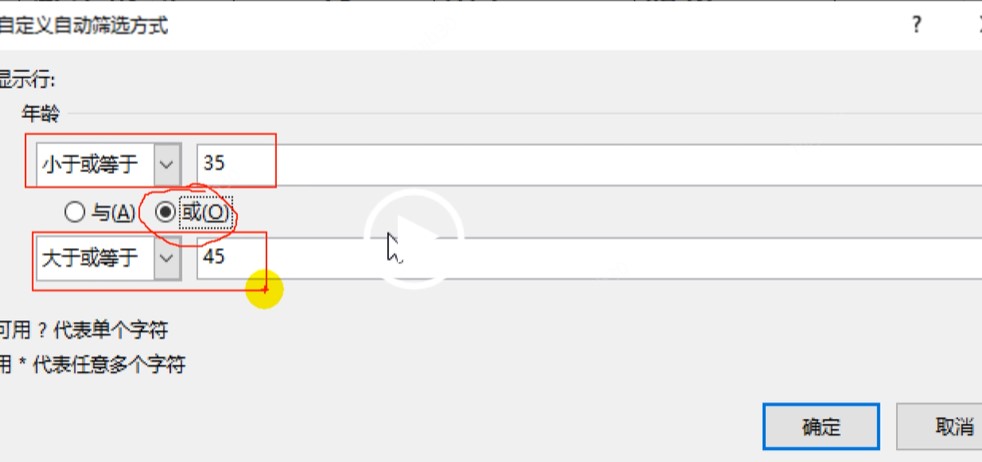 自定义自动筛选方式 ?
显示行:
年龄
小于或等于 35
与(A) 或(O)
大于或等于 45
可用 ? 代表单个字符
用 * 代表任意多个字符
确定 取消